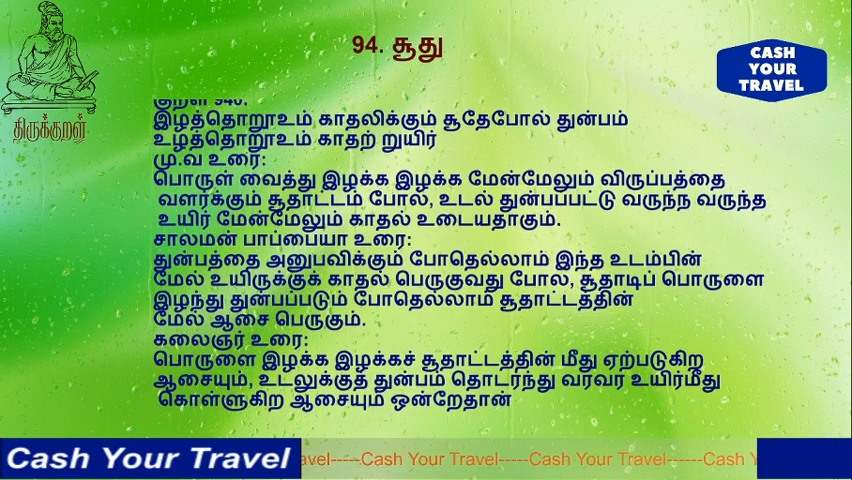 94. சூது
CASH
YOUR
TRAVEL
திருக்குறள்
குறள் 940:
இழத்தொறூஉம் காதலிக்கும் சூதேபோல் துன்பம்
உழத்தொறூஉம் காதற் றுயிர்
மு.வ உரை:
பொருள் வைத்து இழக்க இழக்க மேன்மேலும் விருப்பத்தை
வளர்க்கும் சூதாட்டம் போல், உடல் துன்பப்பட்டு வருந்ந வருந்த
உயிர் மேன்மேலும் காதல் உடையதாகும்.
சாலமன் பாப்பையா உரை:
துன்பத்தை அனுபவிக்கும் போதெல்லாம் இந்த உடம்பின்
மேல் உயிருக்குக் காதல் பெருகுவது போல, சூதாடிப் பொருளை
இழந்து துன்பப்படும் போதெல்லாம் சூதாட்டத்தின்
மேல் ஆசை பெருகும்.
கலைஞர் உரை:
பொருளை இழக்க இழக்கச் சூதாட்டத்தின் மீது ஏற்படுகிற
ஆசையும், உடலுக்குத் துன்பம் தொடர்ந்து வரவர உயிர்மீது
கொள்ளுகிற ஆசையும் ஒன்றேதான்
Cash Your Travel
avel-----Cash Your Travel-----Cash Your Travel------Cash Y